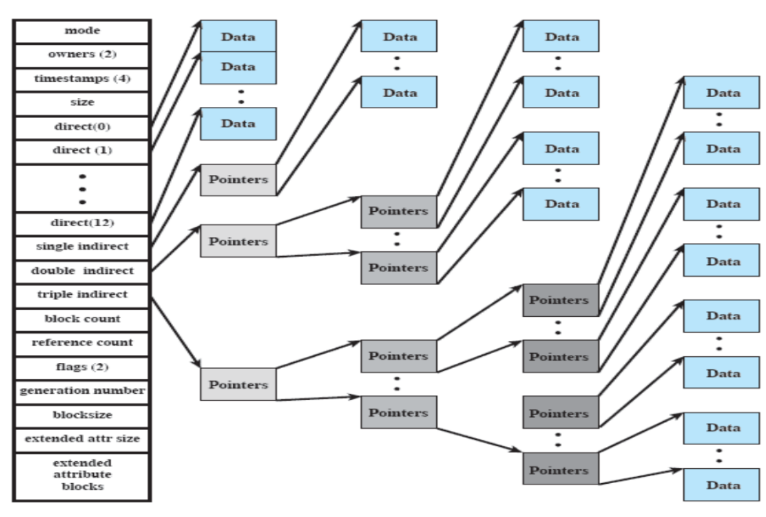 mode
owners (2)
timestamps (4)
size
direct(0)
direct (1)
direct(12)
single indirect
double indirect
triple indirect
block count
reference count
flags (2)
generation number
blocksize
extended attr size
extended
attribute
blocks
Data
Data
Data
Pointers
Pointers
Pointers
Data
Data
Pointers
Pointers
Pointers
Pointers
Data
Data
Data
Data
Pointers
Pointers
Pointers
Pointers
Data
Data
Data
Data
Data
Data
Data
Data